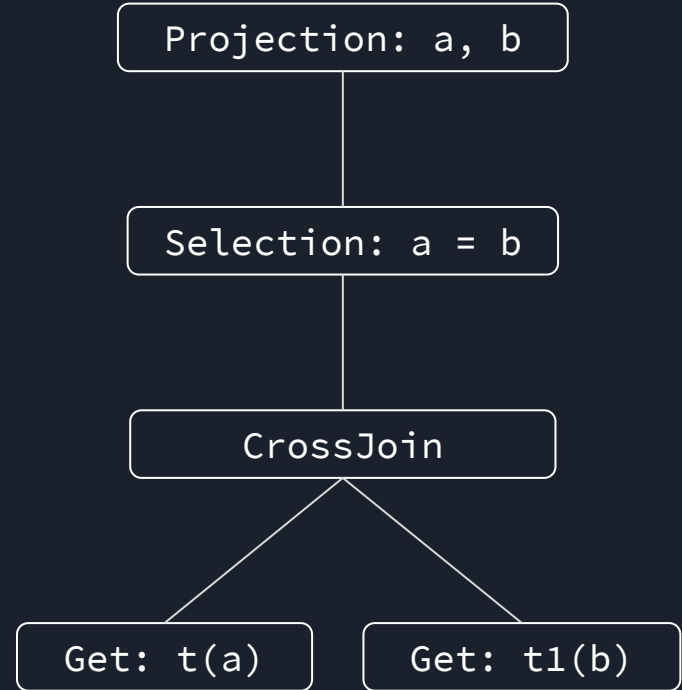 Projection: a, b
Selection: a = b
CrossJoin
Get: t(a)
Get: t1(b)